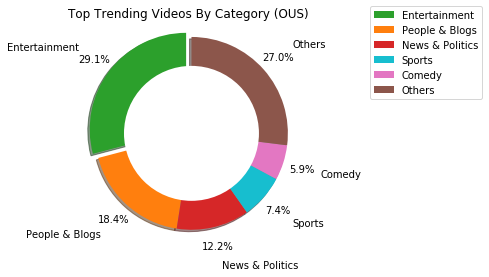 Top Trending Videos By Category (OUS)
Entertainment
29.1%
People & Blogs
18.4%
News & Politics
12.2%
Sports
7.4%
Comedy
5.9%
Others
27.0%
Entertainment
People & Blogs
News & Politics
Sports
Comedy
Others